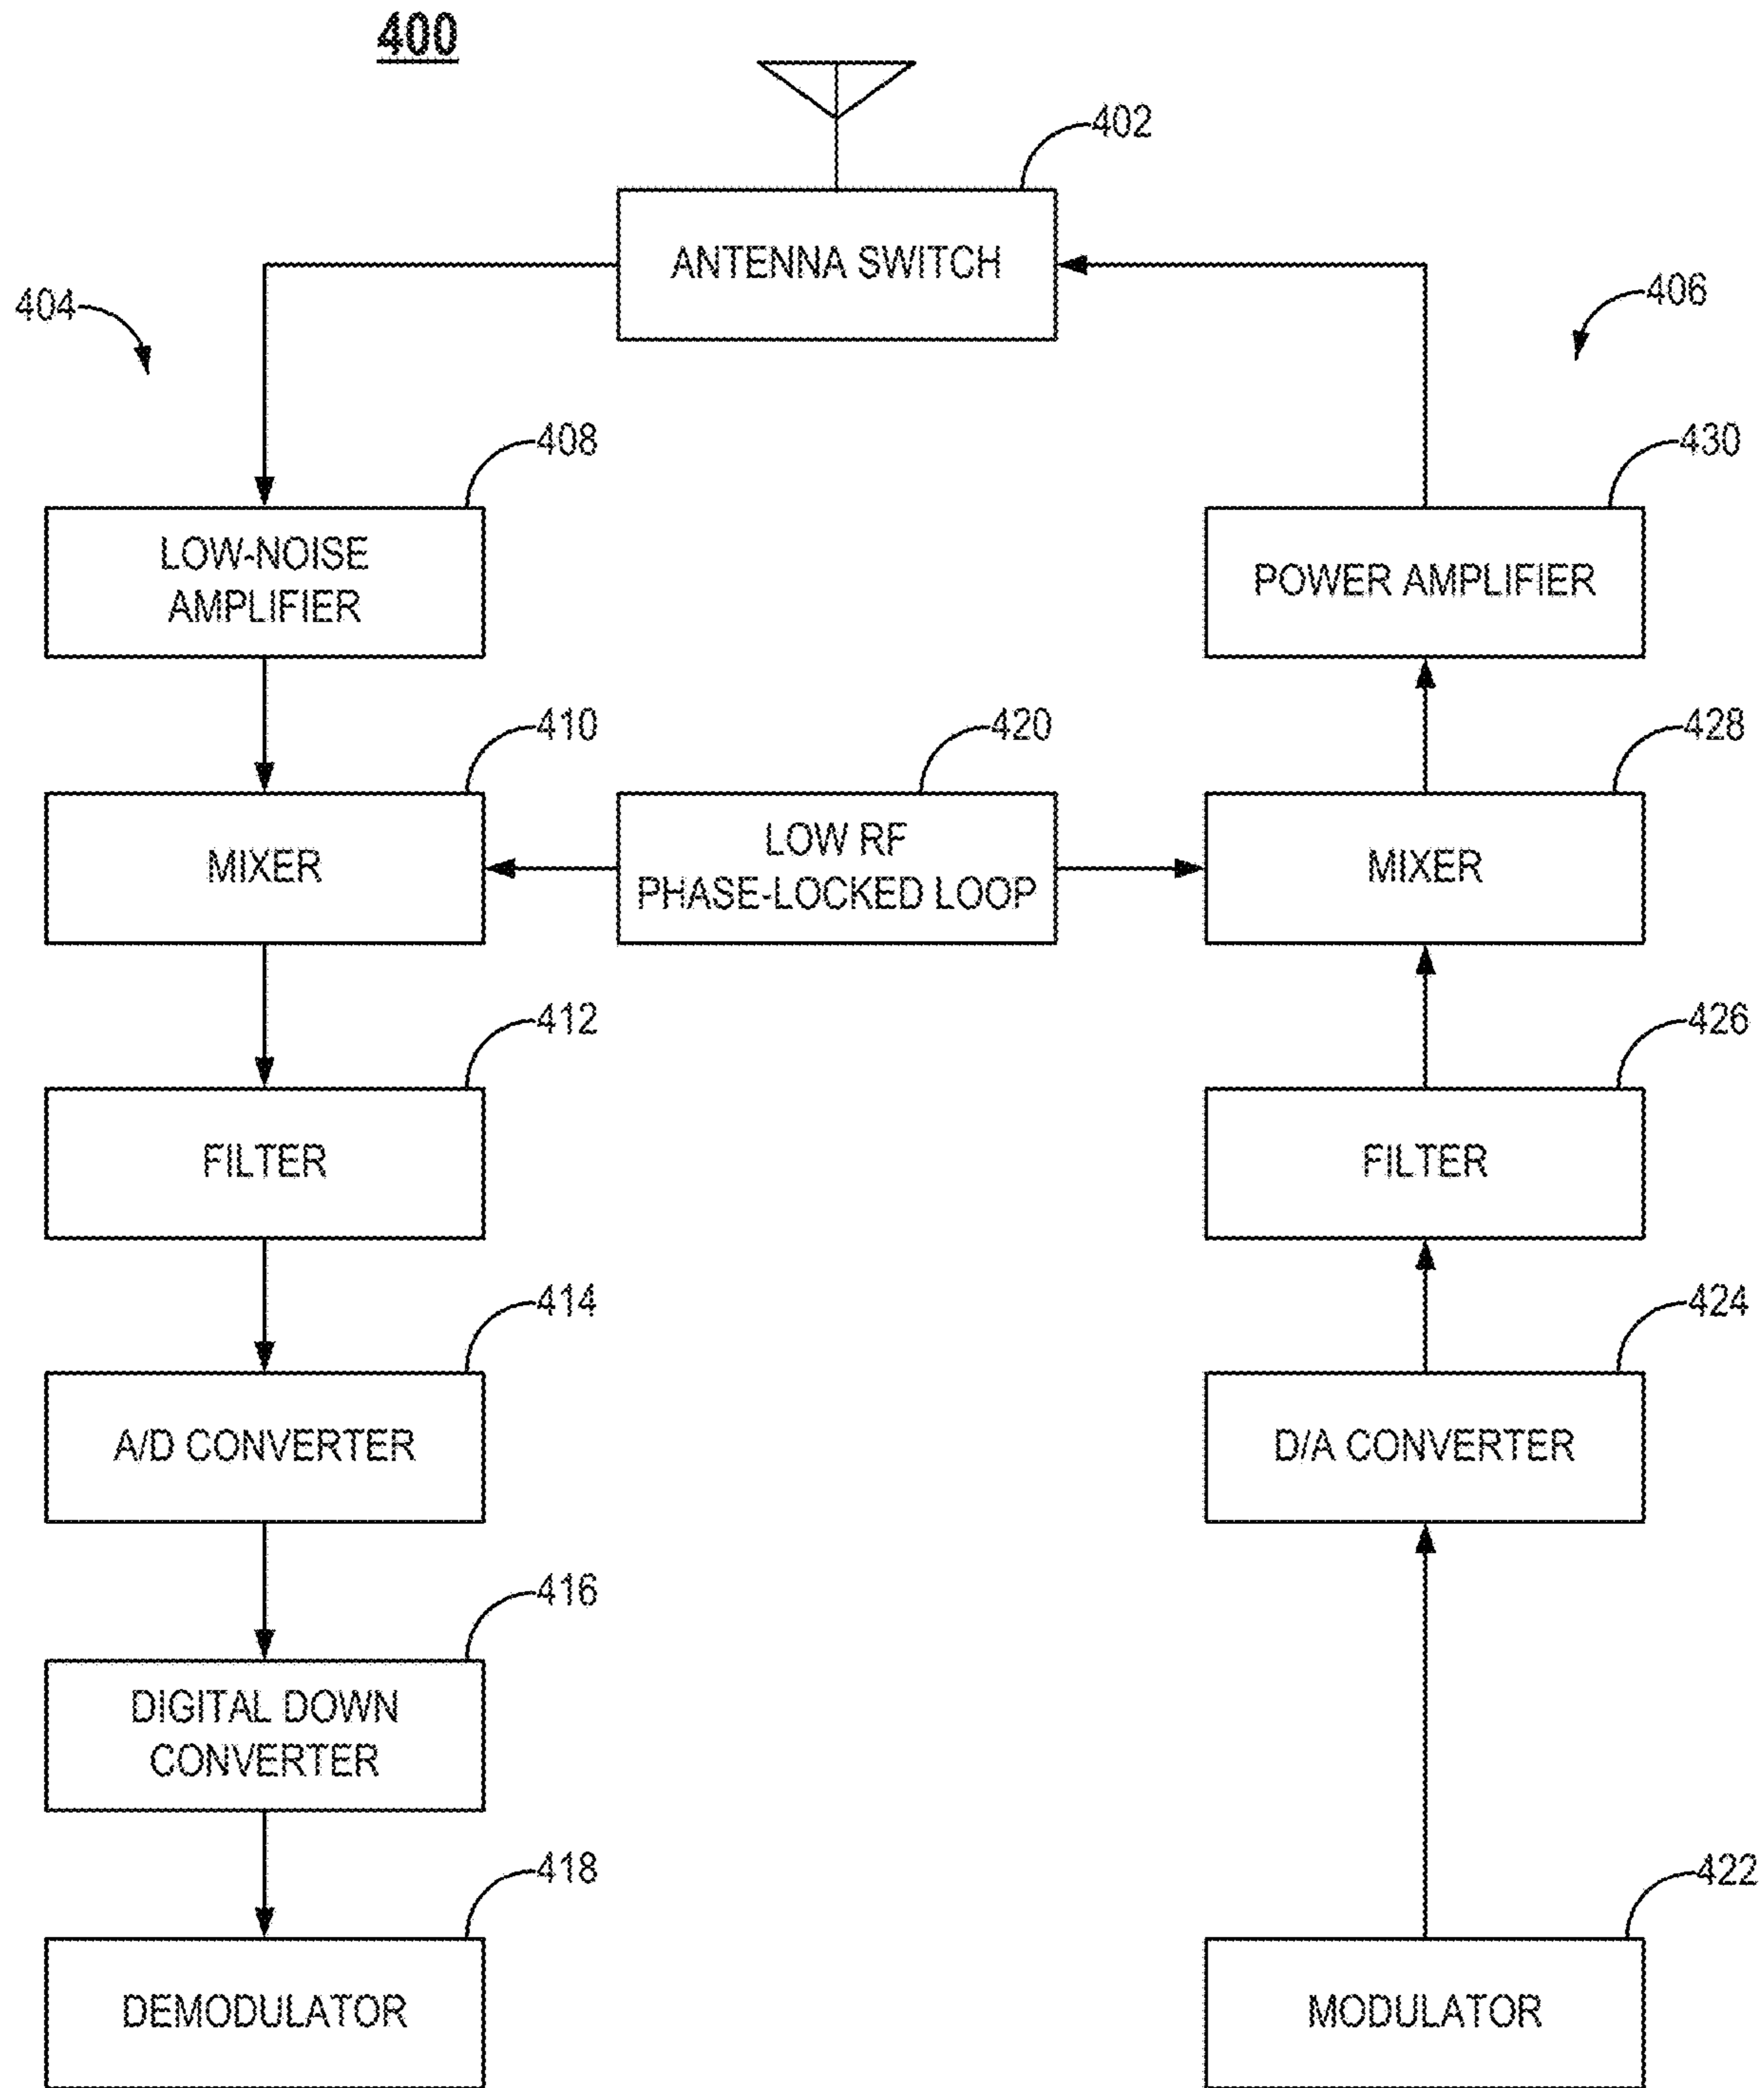 400
402
ANTENNA SWITCH
404
406
408
LOW-NOISE
AMPLIFIER
430
POWER AMPLIFIER
410
MIXER
420
LOW RF
PHASE-LOCKED LOOP
428
MIXER
412
FILTER
426
FILTER
414
A/D CONVERTER
424
D/A CONVERTER
416
DIGITAL DOWN
CONVERTER
418
DEMODULATOR
422
MODULATOR